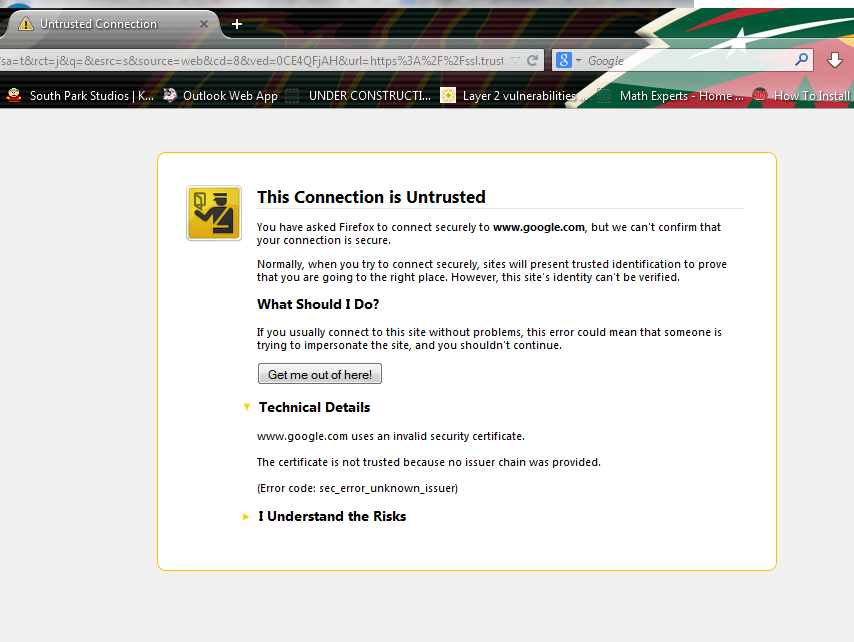 Untrusted Connection
sa=t&rct=j&q=&esrc=s&source=web&cd=8&ved=0CE4QFjAH&url=https%3A%2F%2Fssl.trust
8 Google
South Park Studios | K... Outlook Web App UNDER CONSTRUCTI... Layer 2 vulnerabilities Math Experts - Home ... How To Install
This Connection is Untrusted
You have asked Firefox to connect securely to www.google.com, but we can't confirm that
your connection is secure.
Normally, when you try to connect securely, sites will present trusted identification to prove
that you are going to the right place. However, this site's identity can't be verified.
What Should I Do?
If you usually connect to this site without problems, this error could mean that someone is
trying to impersonate the site, and you shouldn't continue.
Get me out of here!
Technical Details
www.google.com uses an invalid security certificate.
The certificate is not trusted because no issuer chain was provided.
(Error code: sec_error_unknown_issuer)
I Understand the Risks